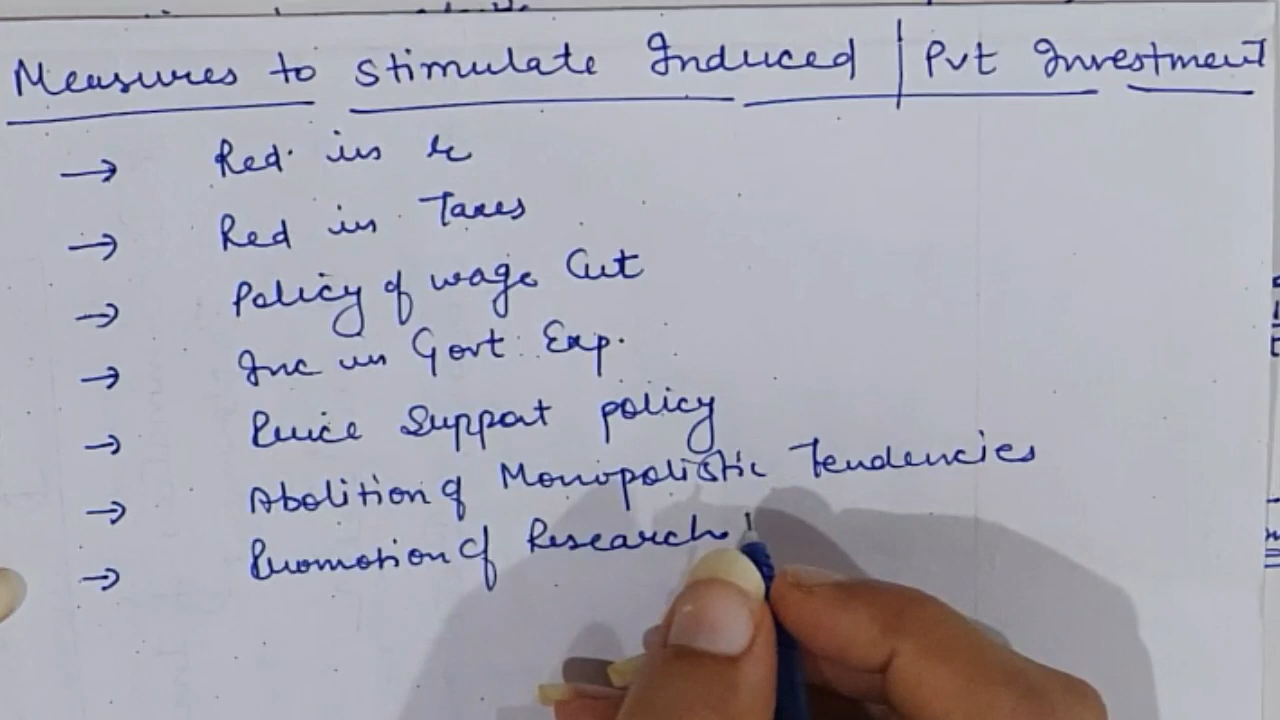 Measures to stimulate Induced | Pvt Investment
→ Red. in r
→ Red in Taxes
→ Policy of wage Cut
→ Inc in Govt. Exp.
→ Price Support policy
→ Abolition of Monopolistic Tendencies
→ Promotion of Research